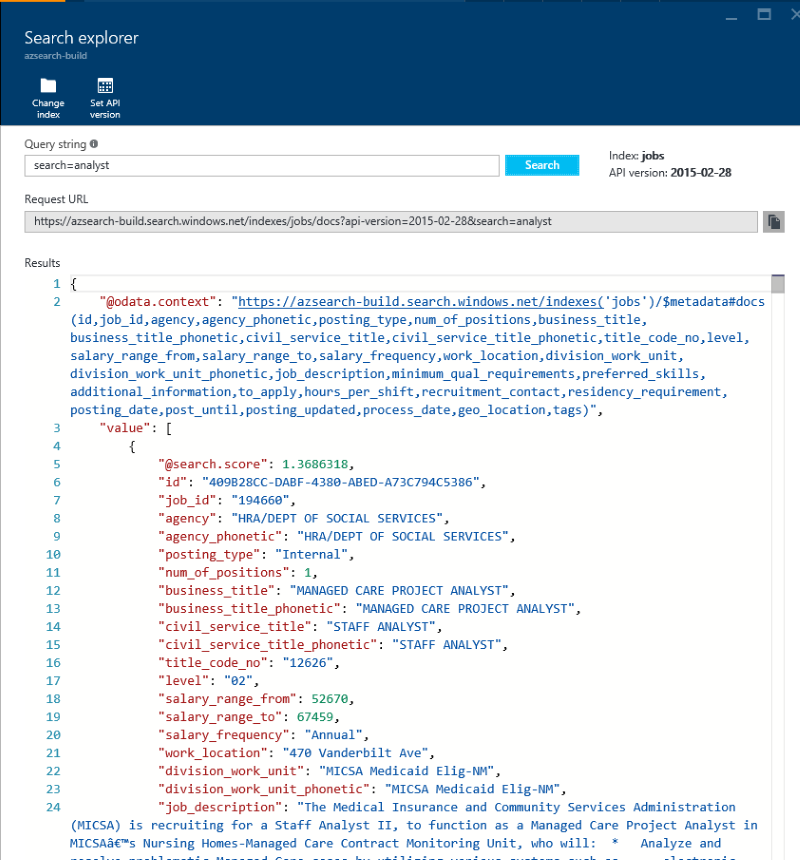 Search explorer
azsearch-build
Change index
Set API version
Query string
search=analyst
Search
Index: jobs
API version: 2015-02-28
Request URL
https://azsearch-build.search.windows.net/indexes/jobs/docs?api-version=2015-02-28&search=analyst
Results
1 {
2 "@odata.context": "https://azsearch-build.search.windows.net/indexes('jobs')/$metadata#docs
(id,job_id,agency,agency_phonetic,posting_type,num_of_positions,business_title,
business_title_phonetic,civil_service_title,civil_service_title_phonetic,title_code_no,level,
salary_range_from,salary_range_to,salary_frequency,work_location,division_work_unit,
division_work_unit_phonetic,job_description,minimum_qual_requirements,preferred_skills,
additional_information,to_apply,hours_per_shift,recruitment_contact,residency_requirement,
posting_date,post_until,posting_updated,process_date,geo_location,tags)",
3 "value": [
4 {
5 "@search.score": 1.3686318,
6 "id": "409B28CC-DABF-4380-ABED-A73C794C5386",
7 "job_id": "194660",
8 "agency": "HRA/DEPT OF SOCIAL SERVICES",
9 "agency_phonetic": "HRA/DEPT OF SOCIAL SERVICES",
10 "posting_type": "Internal",
11 "num_of_positions": 1,
12 "business_title": "MANAGED CARE PROJECT ANALYST",
13 "business_title_phonetic": "MANAGED CARE PROJECT ANALYST",
14 "civil_service_title": "STAFF ANALYST",
15 "civil_service_title_phonetic": "STAFF ANALYST",
16 "title_code_no": "12626",
17 "level": "02",
18 "salary_range_from": 52670,
19 "salary_range_to": 67459,
20 "salary_frequency": "Annual",
21 "work_location": "470 Vanderbilt Ave",
22 "division_work_unit": "MICSA Medicaid Elig-NM",
23 "division_work_unit_phonetic": "MICSA Medicaid Elig-NM",
24 "job_description": "The Medical Insurance and Community Services Administration
(MICSA) is recruiting for a Staff Analyst II, to function as a Managed Care Project Analyst in
MICSAâ€™s Nursing Homes-Managed Care Contract Monitoring Unit, who will: * Analyze and